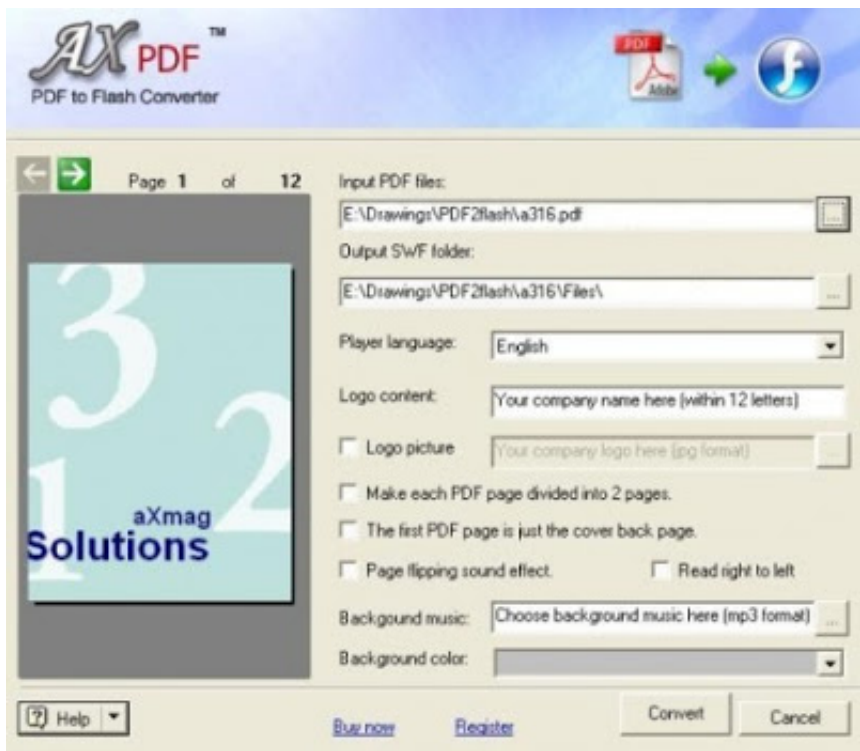 AX PDF ™
PDF to Flash Converter
PDF
Adobe
Page 1 of 12
3
2
1
aXmag
Solutions
Input PDF files:
E:\Drawings\PDF2flash\a316.pdf
...
Output SWF folder:
E:\Drawings\PDF2flash\a316\Files\
...
Player language: English
Logo content: Your company name here (within 12 letters)
Logo picture Your company logo here (jpg format) ...
Make each PDF page divided into 2 pages.
The first PDF page is just the cover back page.
Page flipping sound effect. Read right to left
Backgound music: Choose background music here (mp3 format) ...
Background color:
Help Buy now Register Convert Cancel